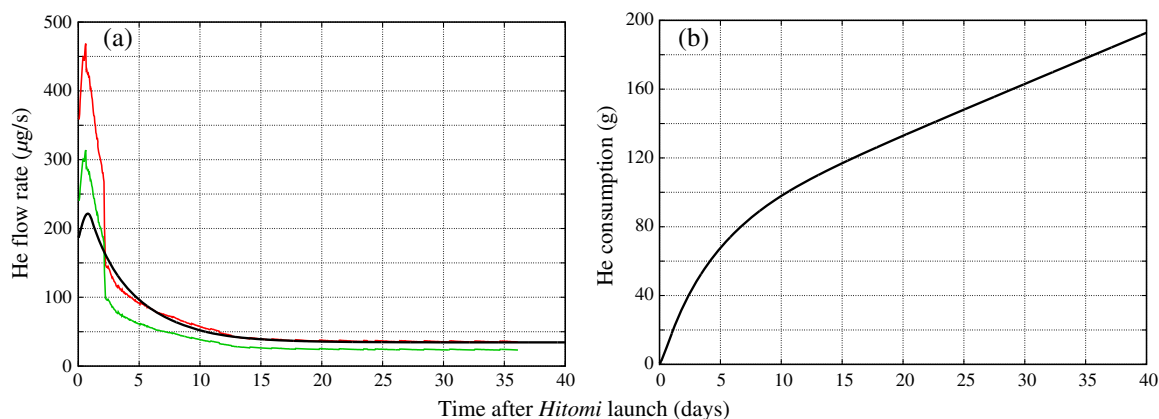 (a)
He flow rate (μg/s)
500
400
300
200
100
0
0 5 10 15 20 25 30 35 40
(b)
He consumption (g)
200
160
120
80
40
0
0 5 10 15 20 25 30 35 40
Time after Hitomi launch (days)